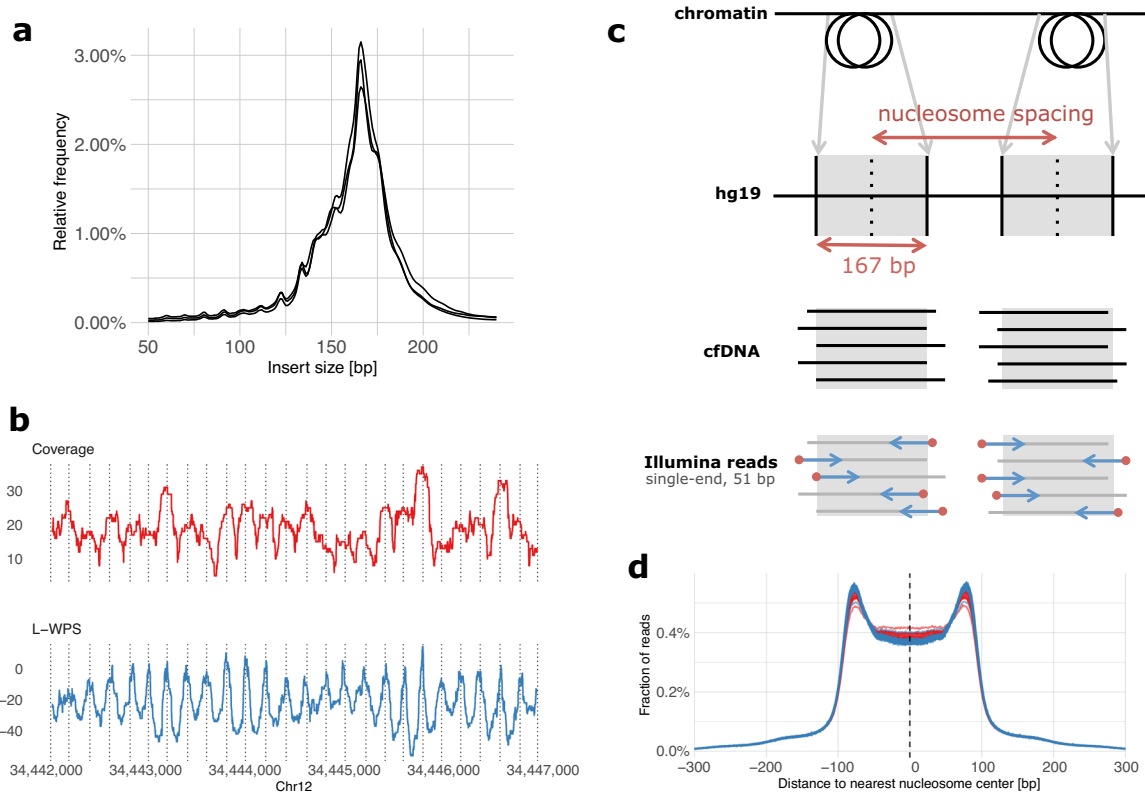 a
3.00%
2.00%
1.00%
0.00%
Relative frequency
50
100
150
200
Insert size [bp]
b
Coverage
30
20
10
L-WPS
0
−20
−40
34,442,000
34,443,000
34,444,000
34,445,000
34,446,000
34,447,000
Chr12
c
chromatin
nucleosome spacing
hg19
167 bp
cfDNA
Illumina reads
single-end, 51 bp
d
0.4%
0.2%
0.0%
Fraction of reads
−300
−200
−100
0
100
200
300
Distance to nearest nucleosome center [bp]